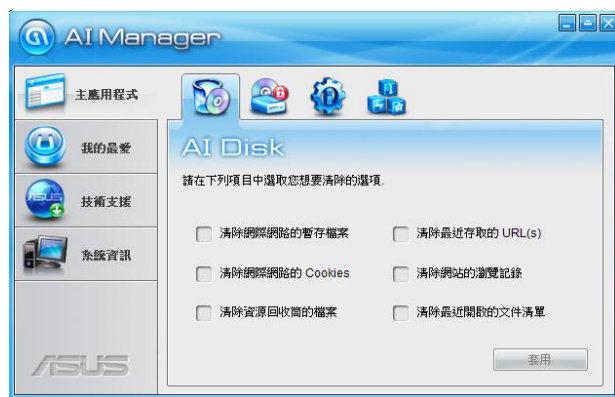 AI Manager
主應用程式
我的最愛
技術支援
系統資訊
ASUS
AI Disk
請在下列項目中選取您想要清除的選項.
清除網際網路的暫存檔案
清除最近存取的 URL(s)
清除網際網路的 Cookies
清除網站的瀏覽記錄
清除資源回收筒的檔案
清除最近開啟的文件清單
套用